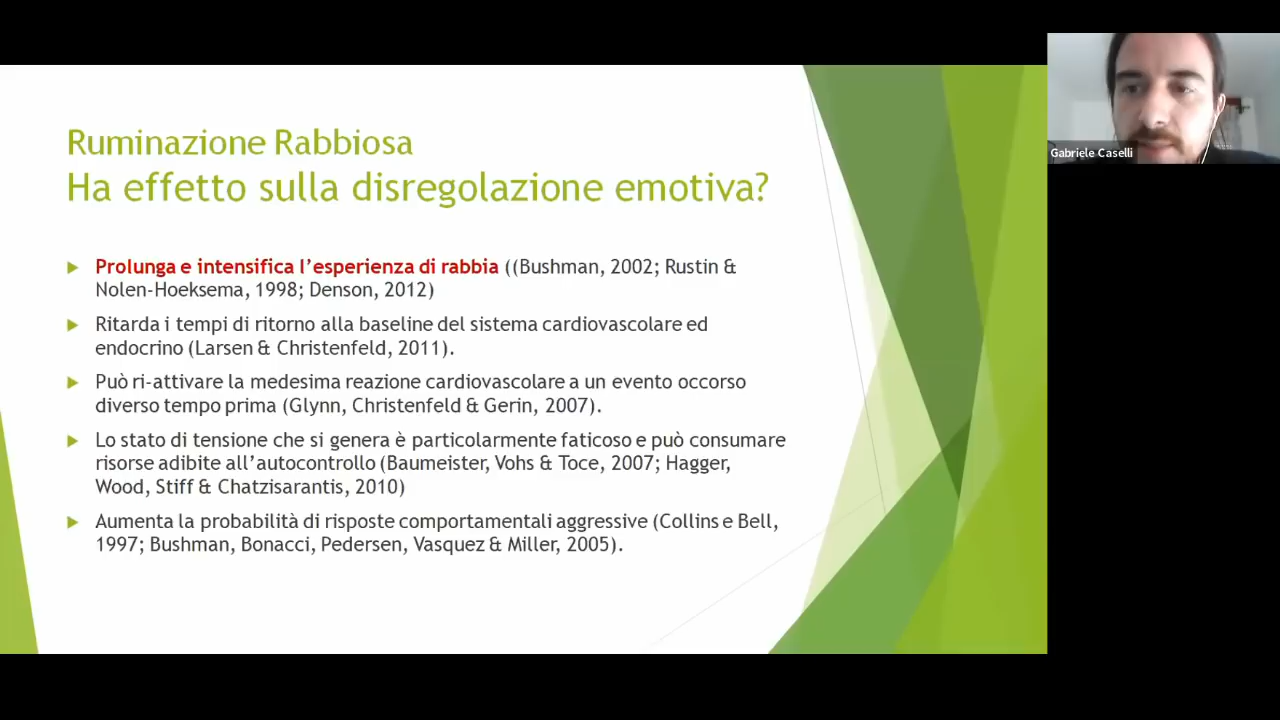 Ruminazione Rabbiosa
Ha effetto sulla disregolazione emotiva?
Prolunga e intensifica l'esperienza di rabbia ((Bushman, 2002; Rustin &
Nolen-Hoeksema, 1998; Denson, 2012)
Ritarda i tempi di ritorno alla baseline del sistema cardiovascolare ed
endocrino (Larsen & Christenfeld, 2011).
Può ri-attivare la medesima reazione cardiovascolare a un evento occorso
diverso tempo prima (Glynn, Christenfeld & Gerin, 2007).
Lo stato di tensione che si genera è particolarmente faticoso e può consumare
risorse adibite all'autocontrollo (Baumeister, Vohs & Toce, 2007; Hagger,
Wood, Stiff & Chatzisarantis, 2010)
Aumenta la probabilità di risposte comportamentali aggressive (Collins e Bell,
1997; Bushman, Bonacci, Pedersen, Vasquez & Miller, 2005).
Gabriele Caselli